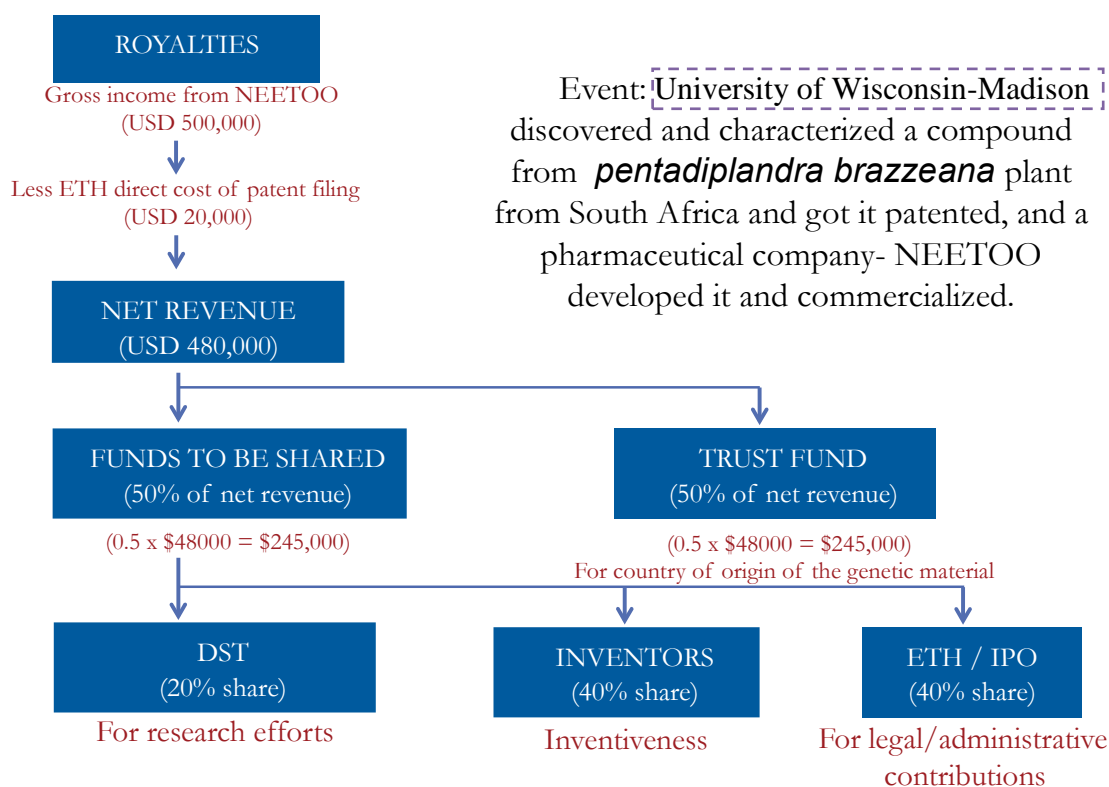 ROYALTIES
Gross income from NEETOO
(USD 500,000)
Less ETH direct cost of patent filing
(USD 20,000)
Event: University of Wisconsin-Madison
discovered and characterized a compound
from pentadiplandra brazzeana plant
from South Africa and got it patented, and a
pharmaceutical company- NEETOO
developed it and commercialized.
NET REVENUE
(USD 480,000)
FUNDS TO BE SHARED
(50% of net revenue)
(0.5 x $48000 = $245,000)
TRUST FUND
(50% of net revenue)
(0.5 x $48000 = $245,000)
For country of origin of the genetic material
DST
(20% share)
For research efforts
INVENTORS
(40% share)
Inventiveness
ETH / IPO
(40% share)
For legal/administrative
contributions